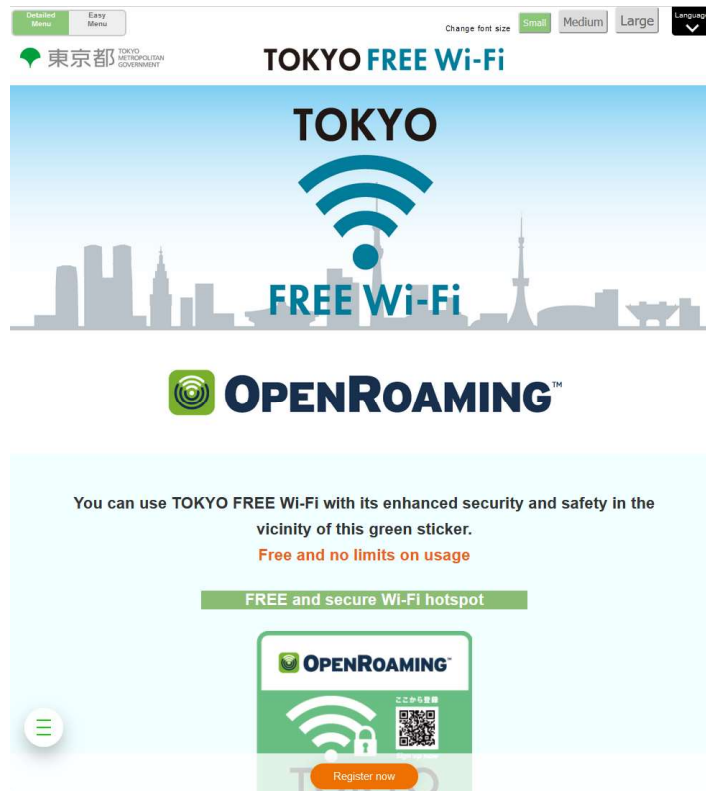 Detailed Menu
Easy Menu
Change font size
Small
Medium
Large
Language
東京都
TOKYO
METROPOLITAN
GOVERNMENT
TOKYO FREE Wi-Fi
TOKYO
FREE Wi-Fi
OPENROAMING™
You can use TOKYO FREE Wi-Fi with its enhanced security and safety in the
vicinity of this green sticker.
Free and no limits on usage
FREE and secure Wi-Fi hotspot
OPENROAMING™
ここから登録
TOKYO
Register now